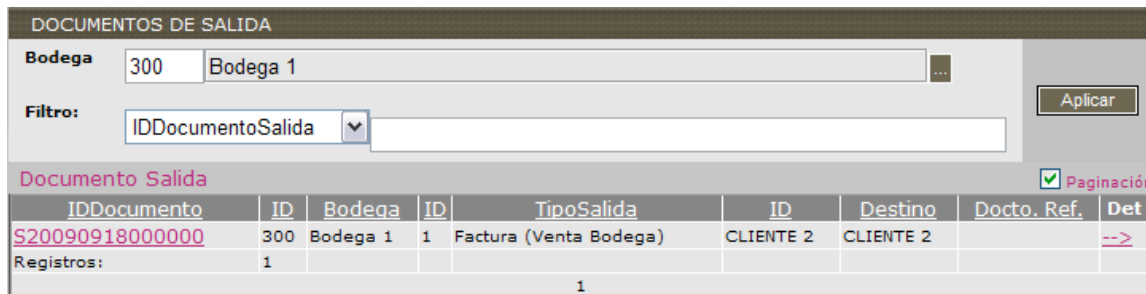 DOCUMENTOS DE SALIDA
Bodega 300 Bodega 1 ...
Aplicar
Filtro: IDDocumentoSalida
Documento Salida Paginación
IDDocumento ID Bodega ID TipoSalida ID Destino Docto. Ref. Det
S20090918000000 300 Bodega 1 1 Factura (Venta Bodega) CLIENTE 2 CLIENTE 2 -->
Registros: 1
1